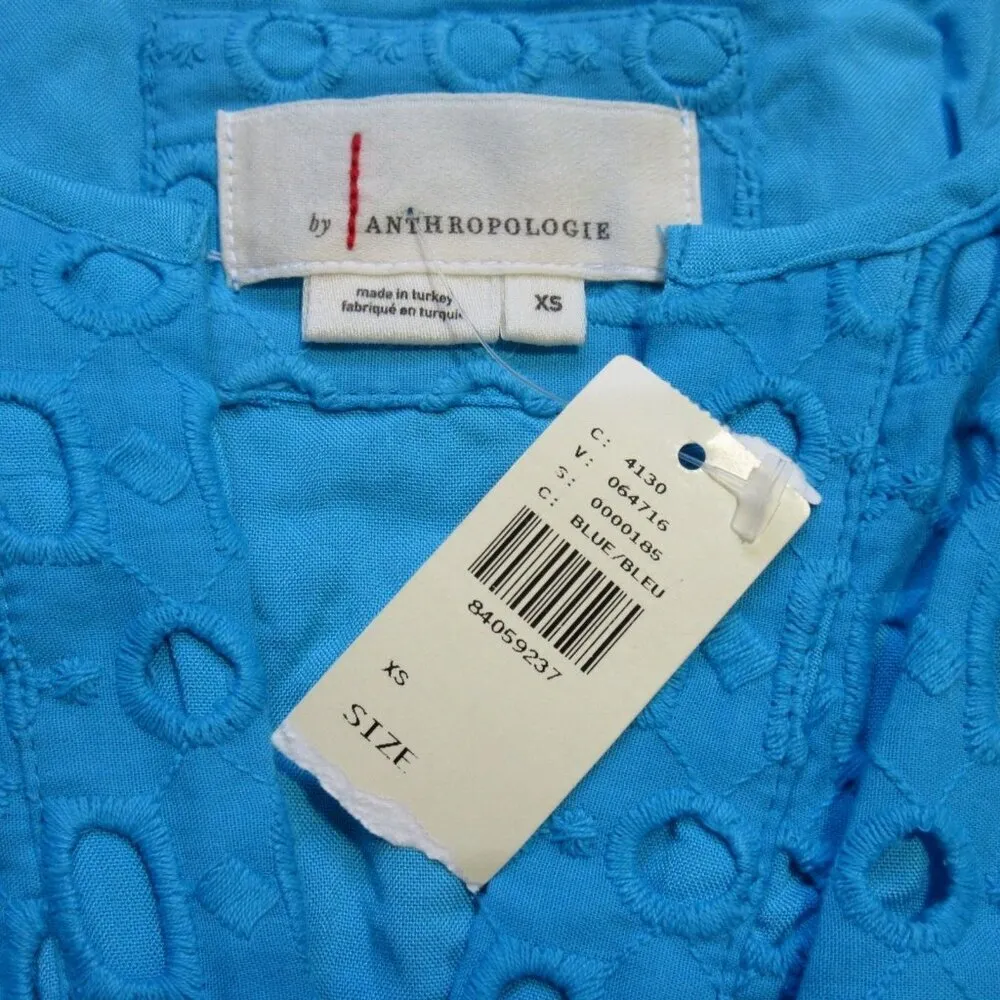 by ANTHROPOLOGIE
made in turkey
fabriqué en turquie
XS
C: 4130
V: 064716
S: 0000185
C: BLUE/BLEU
84059237
XS
SIZE